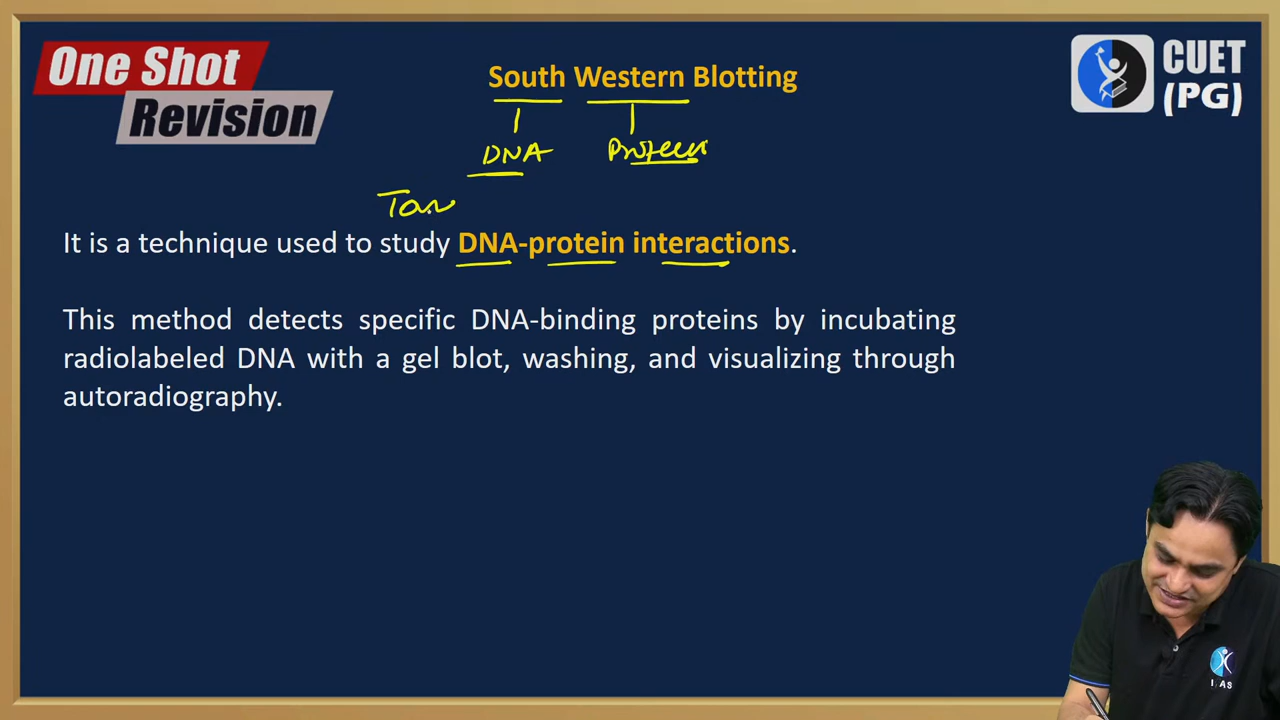 One Shot
Revision
South Western Blotting
CUET
(PG)
DNA Protein
It is a technique used to study DNA-protein interactions.
This method detects specific DNA-binding proteins by incubating
radiolabeled DNA with a gel blot, washing, and visualizing through
autoradiography.